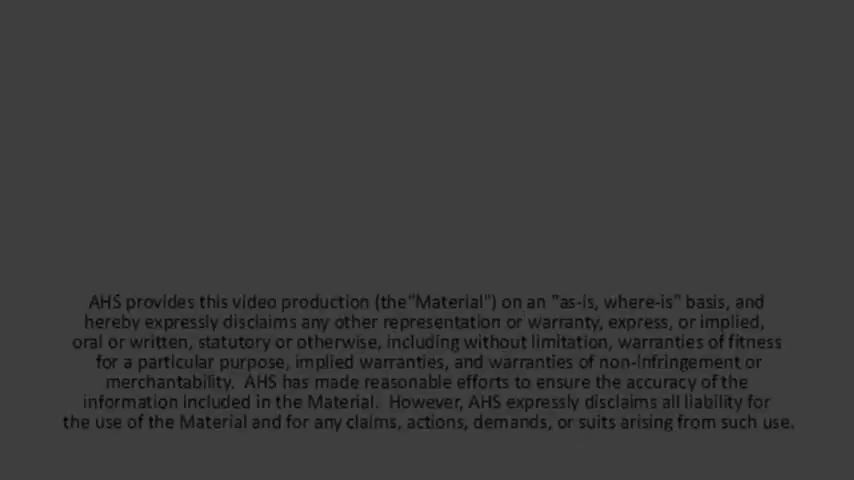 AHS provides this video production (the"Material") on an "as-is, where-is" basis, and
hereby expressly disclaims any other representation or warranty, express, or implied,
oral or written, statutory or otherwise, including without limitation, warranties of fitness
for a particular purpose, implied warranties, and warranties of non-infringement or
merchantability.  AHS has made reasonable efforts to ensure the accuracy of the
information included in the Material.  However, AHS expressly disclaims all liability for
the use of the Material and for any claims, actions, demands, or suits arising from such use.